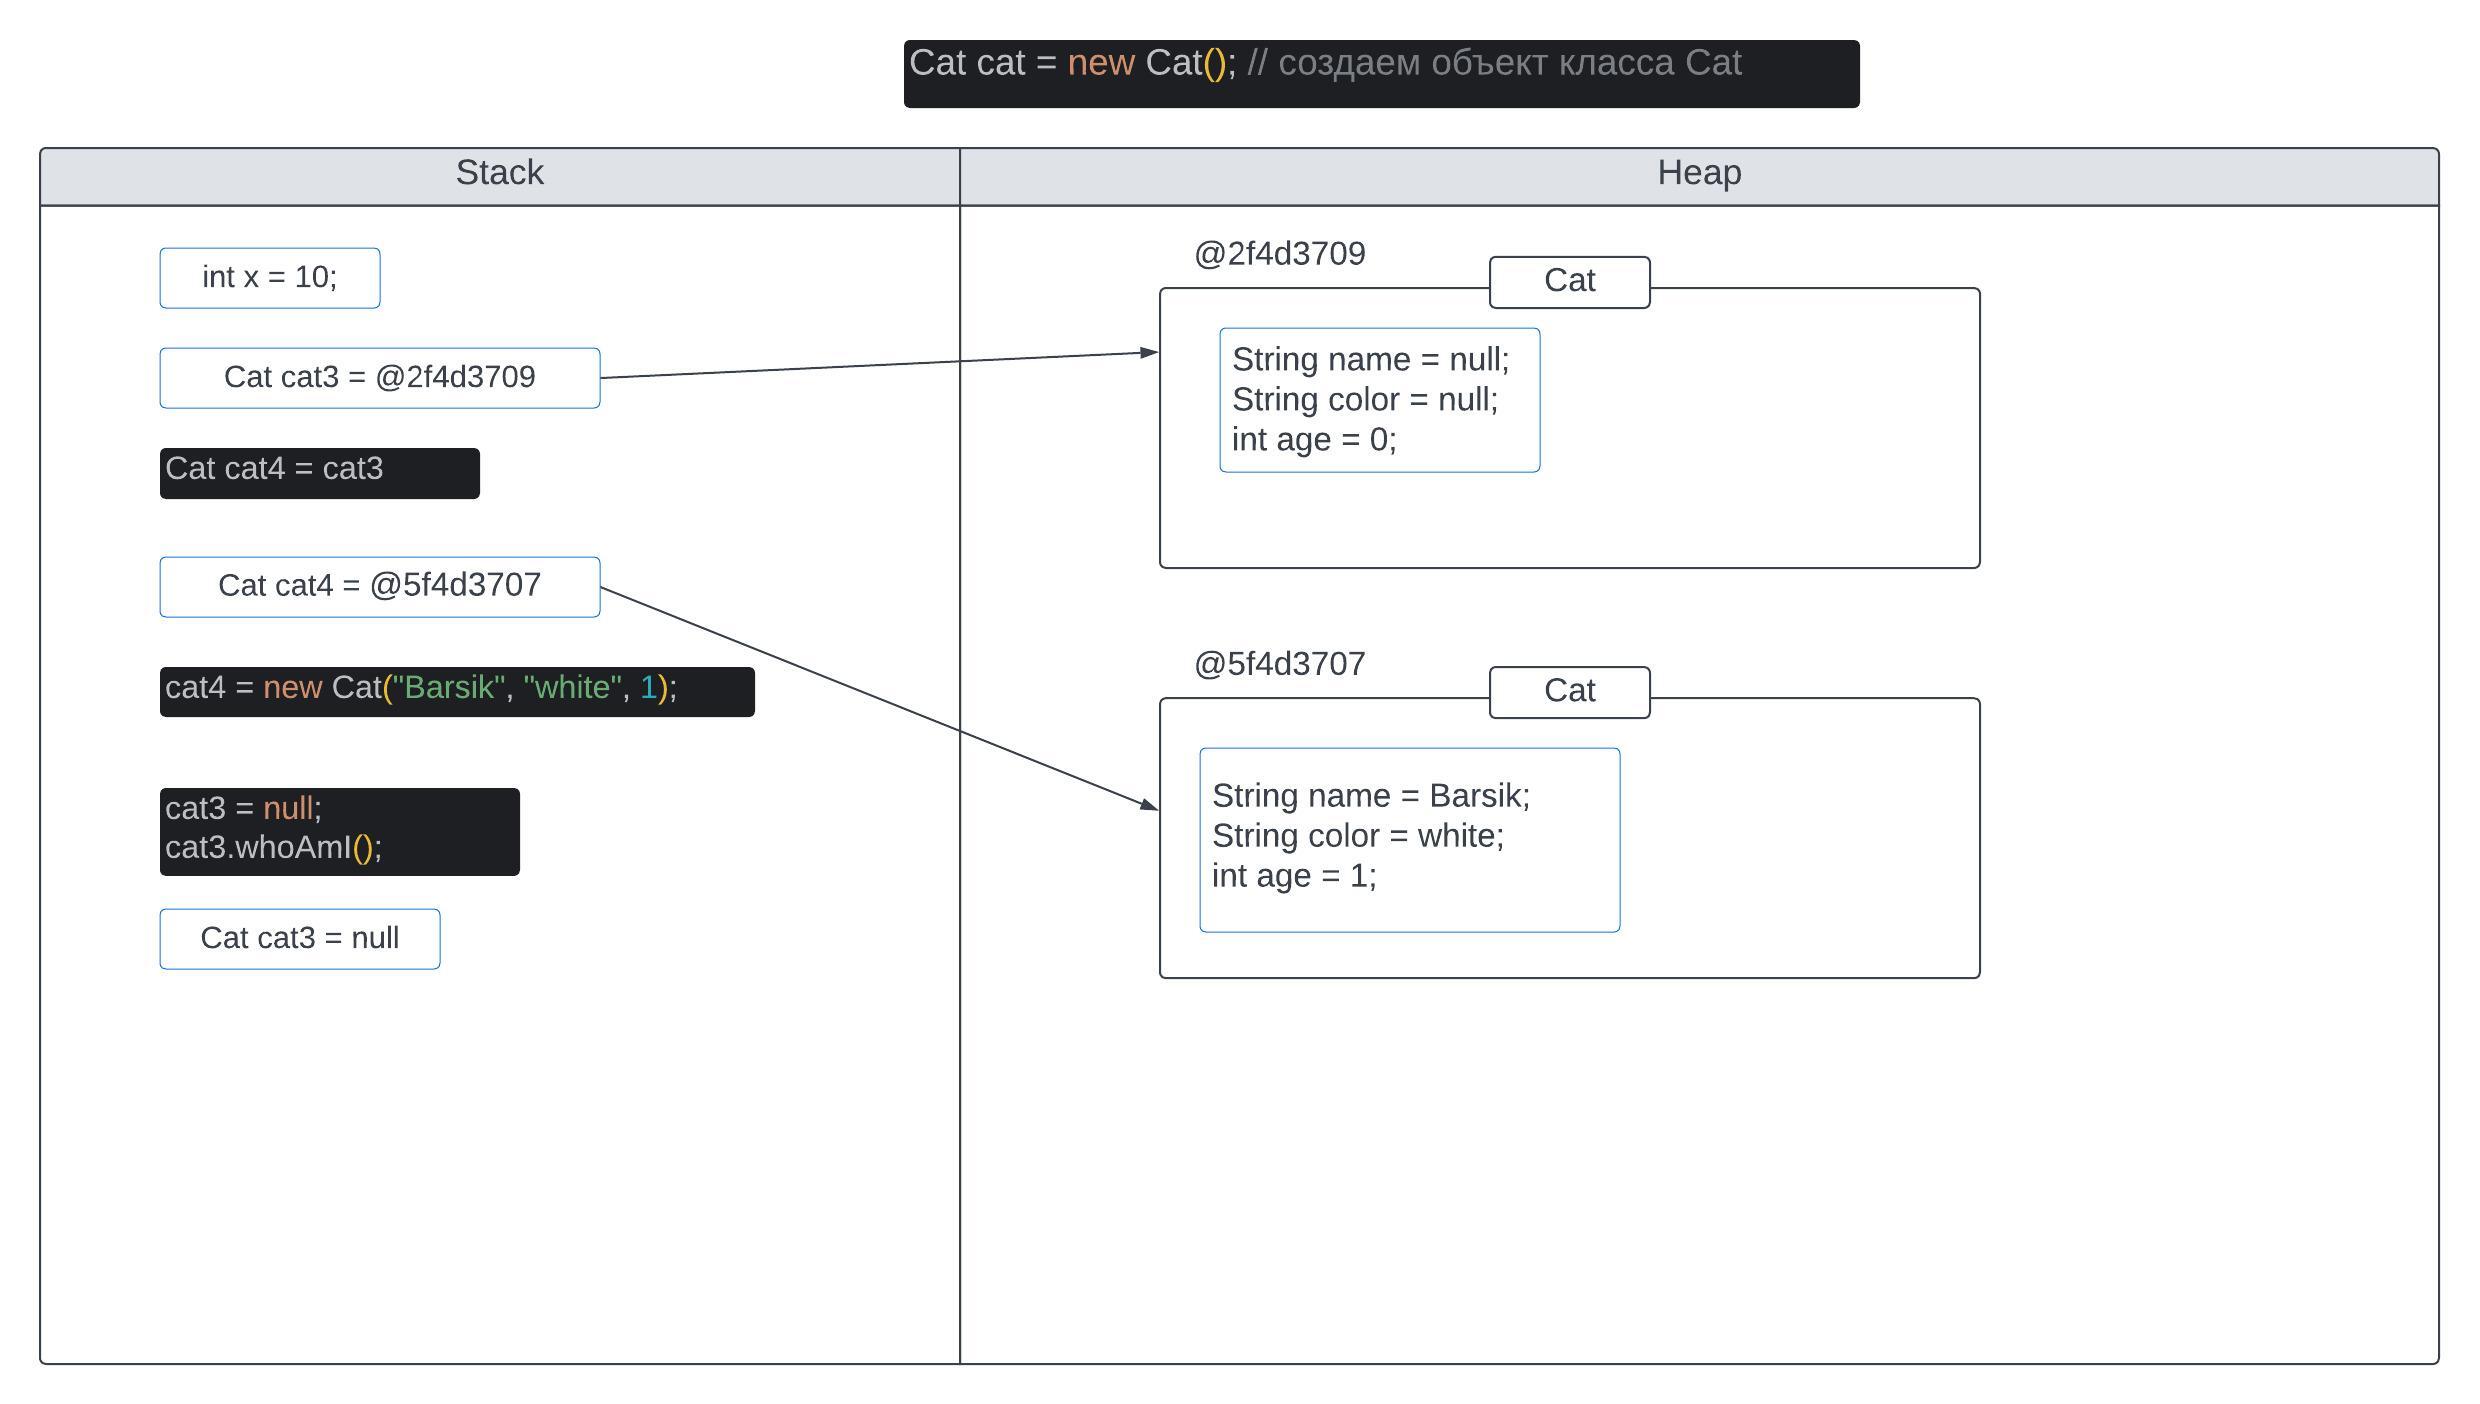 Cat cat = new Cat(); // создаем объект класса Cat
Stack
Heap
int x = 10;
Cat cat3 = @2f4d3709
Cat cat4 = cat3
Cat cat4 = @5f4d3707
cat4 = new Cat("Barsik", "white", 1);
cat3 = null;
cat3.whoAmI();
Cat cat3 = null
@2f4d3709
Cat
String name = null;
String color = null;
int age = 0;
@5f4d3707
Cat
String name = Barsik;
String color = white;
int age = 1;